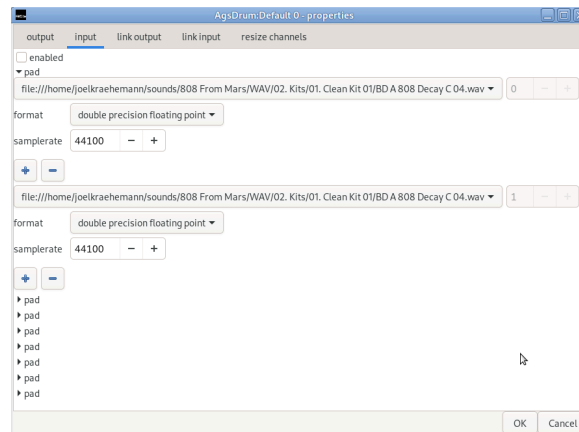 AgsDrum:Default 0 - properties
output input link output link input resize channels
enabled
pad
file:///home/joelkraehemann/sounds/808 From Mars/WAV/02. Kits/01. Clean Kit 01/BD A 808 Decay C 04.wav 0 − +
format double precision floating point
samplerate 44100 − +
+ −
file:///home/joelkraehemann/sounds/808 From Mars/WAV/02. Kits/01. Clean Kit 01/BD A 808 Decay C 04.wav 1 − +
format double precision floating point
samplerate 44100 − +
+ −
pad
pad
pad
pad
pad
pad
pad
OK Cancel